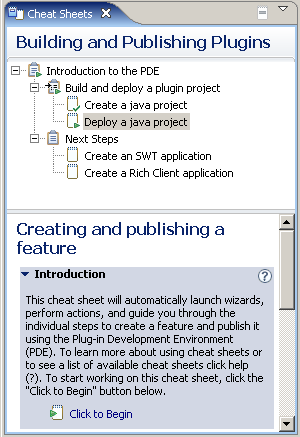 Cheat Sheets
Building and Publishing Plugins
Introduction to the PDE
Build and deploy a plugin project
Create a java project
Deploy a java project
Next Steps
Create an SWT application
Create a Rich Client application
Creating and publishing a
feature
Introduction
This cheat sheet will automatically launch wizards,
perform actions, and guide you through the
individual steps to create a feature and publish it
using the Plug-in Development Environment
(PDE). To learn more about using cheat sheets or
to see a list of available cheat sheets click help
(?). To start working on this cheat sheet, click the
"Click to Begin" button below.
Click to Begin